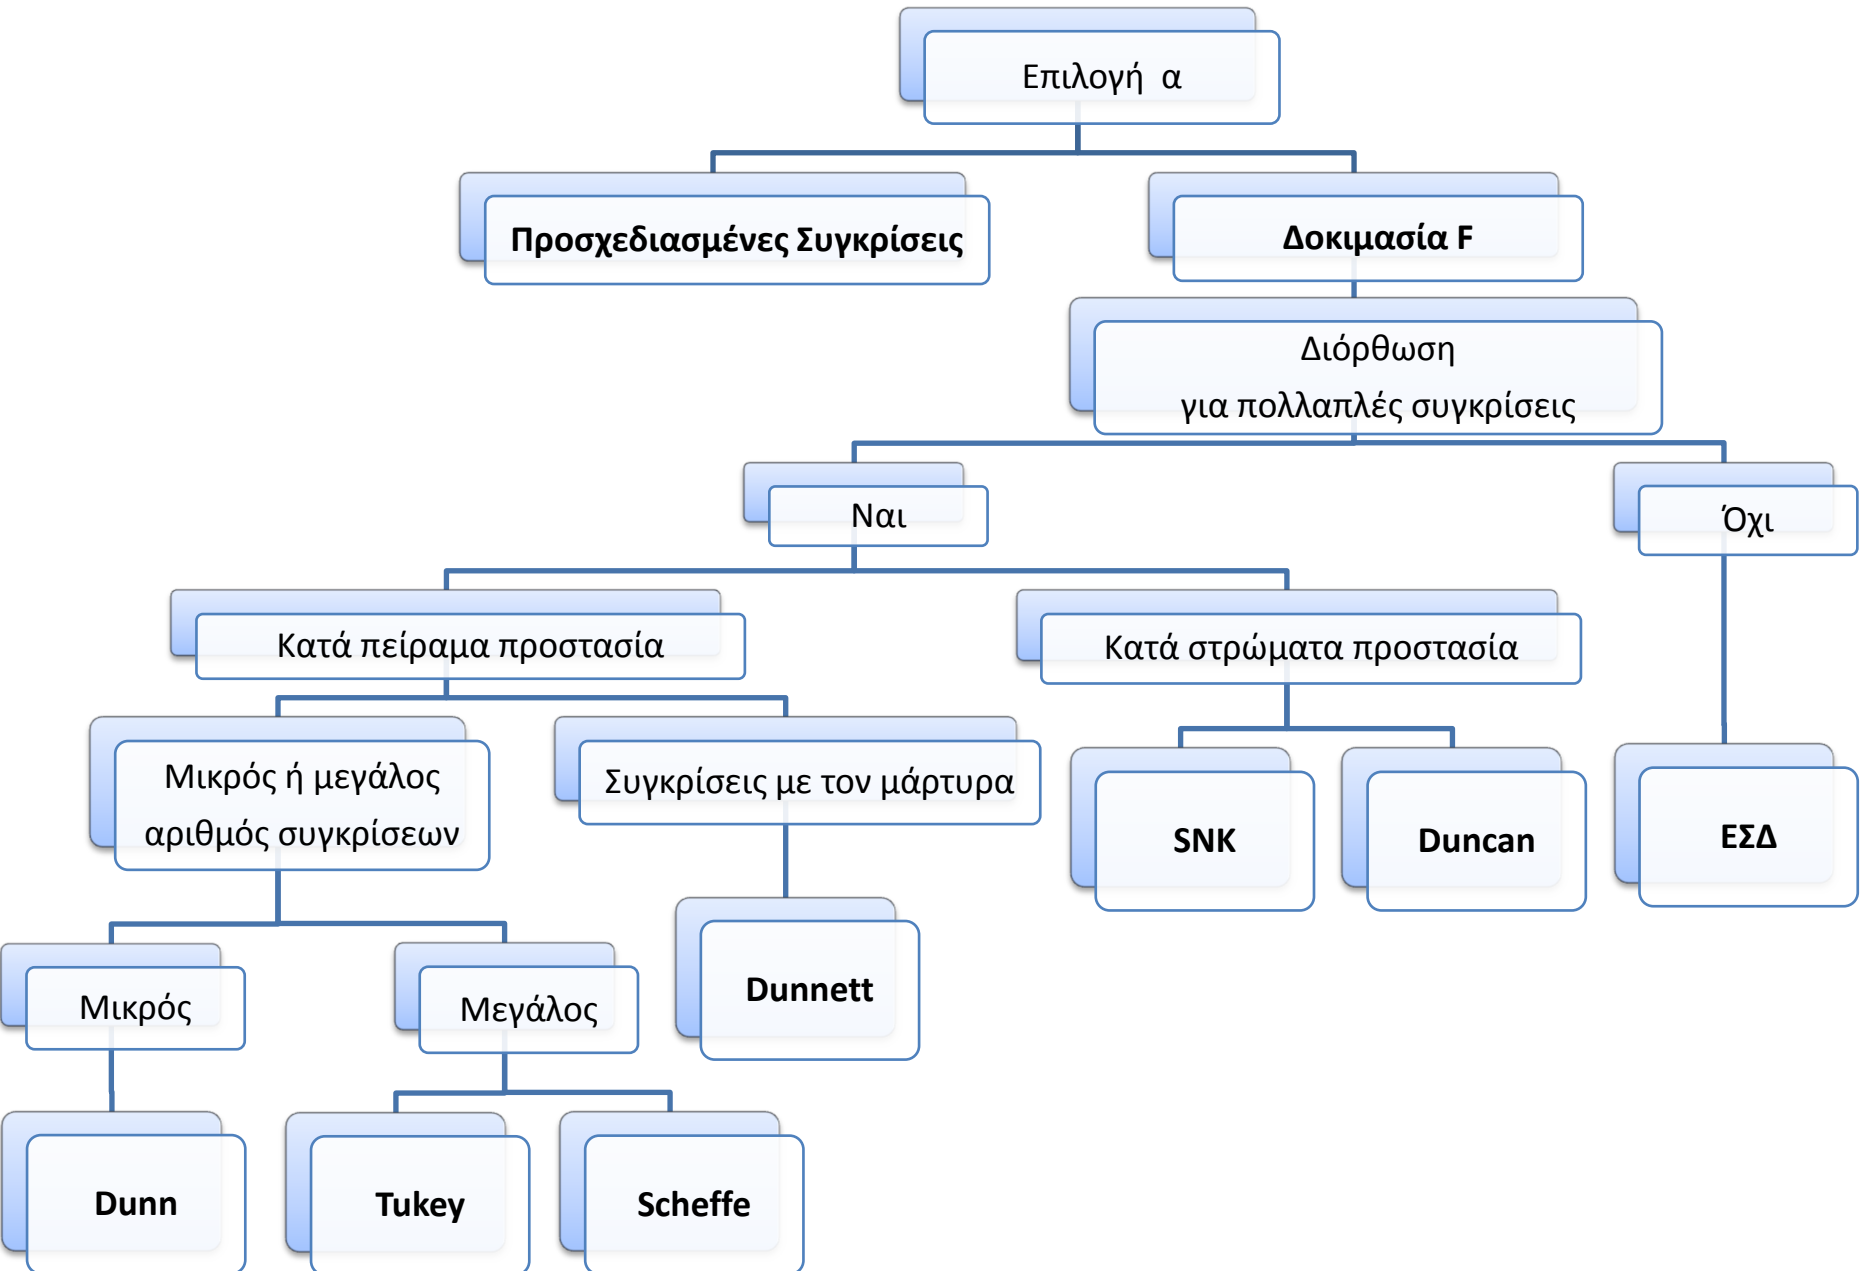 Επιλογή α
Προσχεδιασμένες Συγκρίσεις
Δοκιμασία F
Διόρθωση
για πολλαπλές συγκρίσεις
Ναι
Όχι
Κατά πείραμα προστασία
Κατά στρώματα προστασία
Μικρός ή μεγάλος
αριθμός συγκρίσεων
Συγκρίσεις με τον μάρτυρα
SNK
Duncan
ΕΣΔ
Μικρός
Μεγάλος
Dunnett
Dunn
Tukey
Scheffe